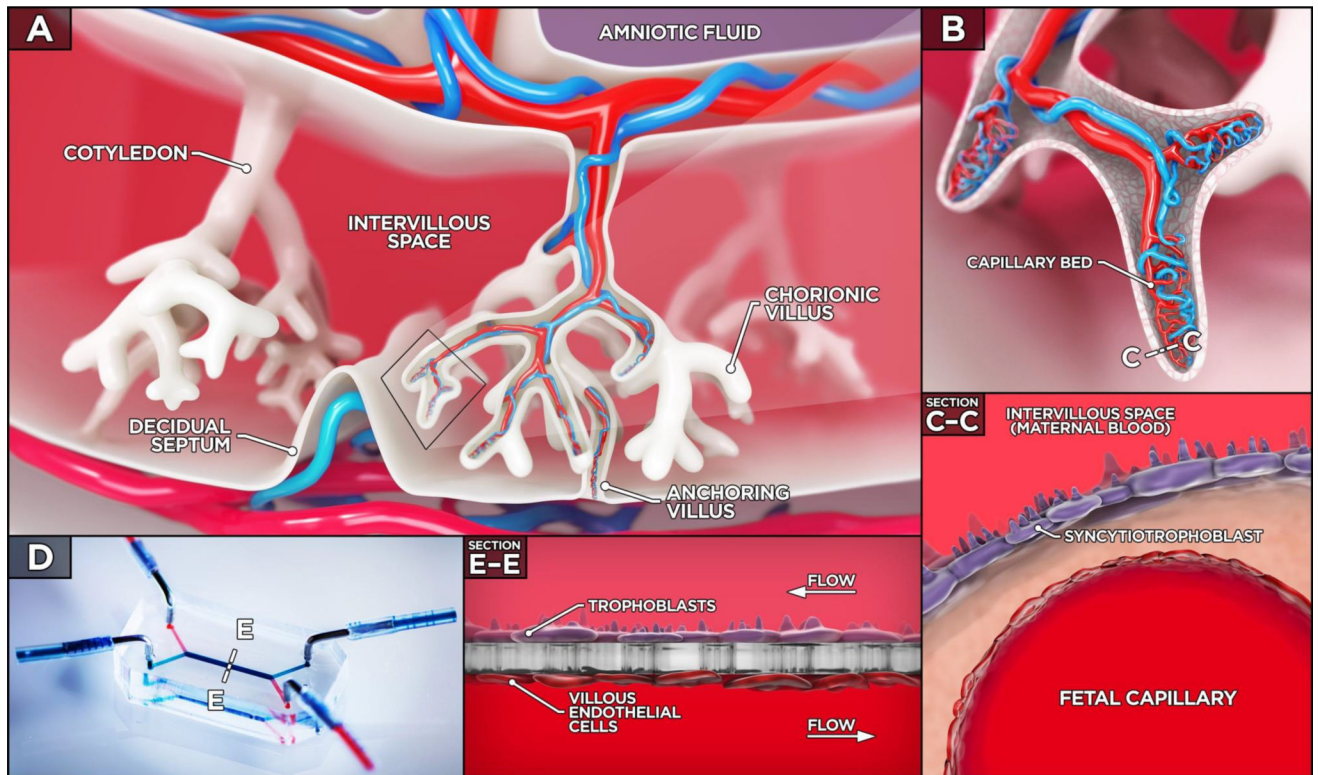 A
AMNIOTIC FLUID
COTYLEDON
INTERVILLOUS
SPACE
CHORIONIC
VILLUS
DECIDUAL
SEPTUM
ANCHORING
VILLUS
B
CAPILLARY BED
C
C
SECTION
C-C
INTERVILLOUS SPACE
(MATERNAL BLOOD)
SYNCYTIOTROPHOBLAST
FETAL CAPILLARY
D
E
E
SECTION
E-E
FLOW
TROPHOBLASTS
VILLOUS
ENDOTHELIAL
CELLS
FLOW